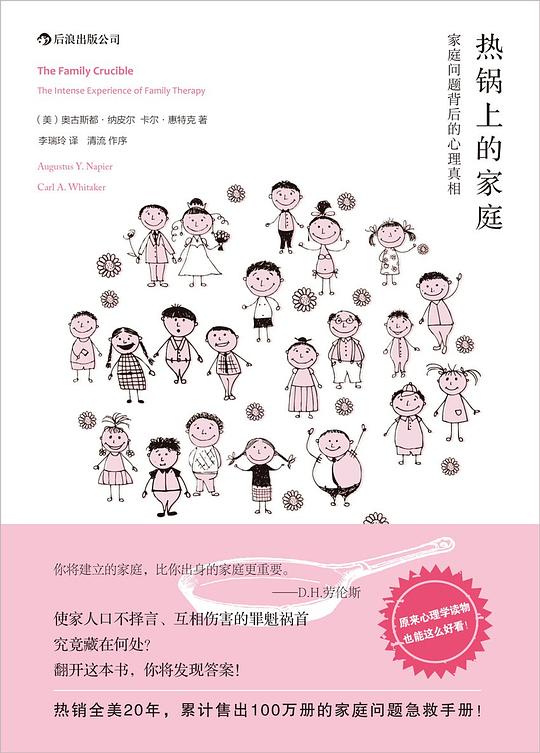 后浪出版公司
The Family Crucible
The Intense Experience of Family Therapy
（美）奥古斯都·纳皮尔 卡尔·惠特克 著
李瑞玲 译 清流 作序
Augustus Y. Napier
Carl A. Whitaker
热锅上的家庭
家庭问题背后的心理真相
你将建立的家庭，比你出身的家庭更重要。
——D.H.劳伦斯
使家人口不择言、互相伤害的罪魁祸首
究竟藏在何处？
翻开这本书，你将发现答案！
原来心理学读物
也能这么好看！
热销全美20年，累计售出100万册的家庭问题急救手册！